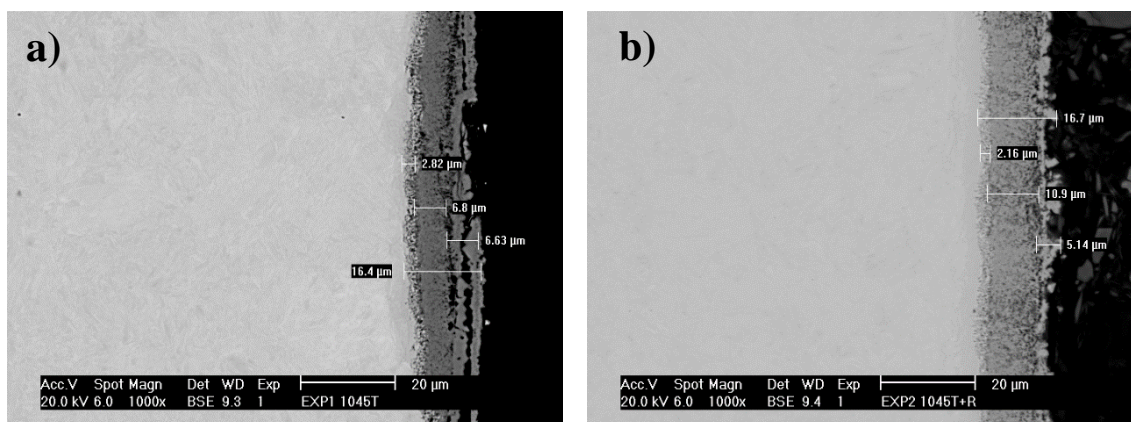 a)
2.82 µm
6.8 µm
6.63 µm
16.4 µm
Acc.V Spot Magn Det WD Exp 20 µm
20.0 kV 6.0 1000x BSE 9.3 1 EXP1 1045T
b)
16.7 µm
2.16 µm
10.9 µm
5.14 µm
Acc.V Spot Magn Det WD Exp 20 µm
20.0 kV 6.0 1000x BSE 9.4 1 EXP2 1045T+R